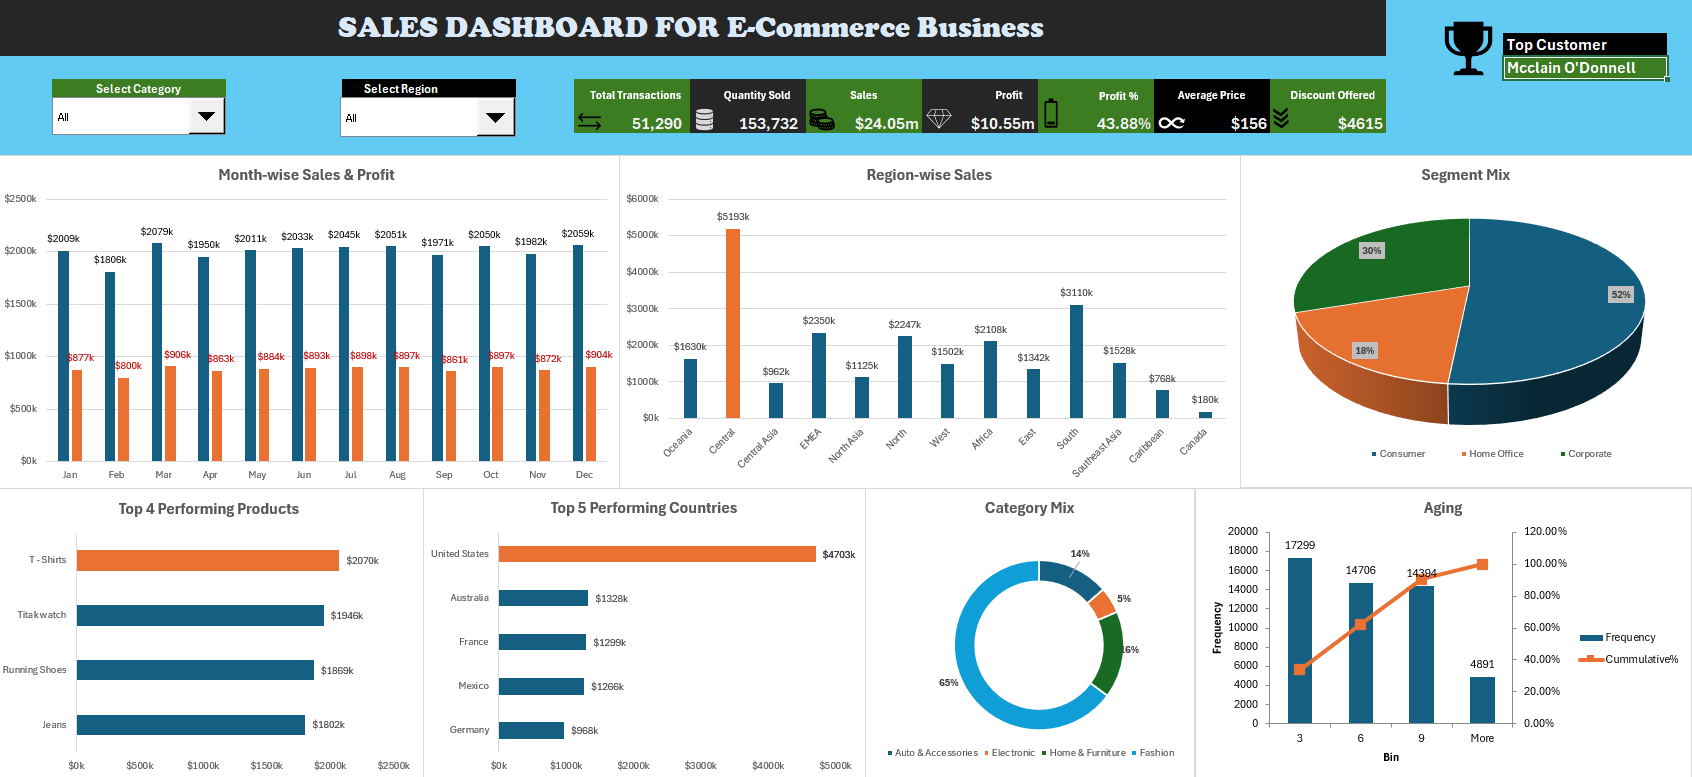 SALES DASHBOARD FOR E-Commerce Business
Top Customer
Mcclain O'Donnell
Select Category
All
Select Region
All
Total Transactions
51,290
Quantity Sold
153,732
Sales
$24.05m
Profit
$10.55m
Profit %
43.88%
Average Price
$156
Discount Offered
$4615
Month-wise Sales & Profit
$2500k
$2000k
$1500k
$1000k
$500k
$0k
$2009k
$1806k
$2079k
$1950k
$2011k
$2033k
$2045k
$2051k
$1971k
$2050k
$1982k
$2059k
$877k
$800k
$906k
$863k
$884k
$893k
$898k
$897k
$861k
$897k
$872k
$904k
Jan
Feb
Mar
Apr
May
Jun
Jul
Aug
Sep
Oct
Nov
Dec
Region-wise Sales
$6000k
$5000k
$4000k
$3000k
$2000k
$1000k
$0k
$1630k
$5193k
$962k
$2350k
$1125k
$2247k
$1502k
$2108k
$1342k
$3110k
$1528k
$768k
$180k
Oceania
Central
Central Asia
EMEA
North Asia
North
West
Africa
East
South
Southeast Asia
Caribbean
Canada
Segment Mix
30%
52%
18%
Consumer
Home Office
Corporate
Top 4 Performing Products
T - Shirts
$2070k
Titak watch
$1946k
Running Shoes
$1869k
Jeans
$1802k
$0k
$500k
$1000k
$1500k
$2000k
$2500k
Top 5 Performing Countries
United States
$4703k
Australia
$1328k
France
$1299k
Mexico
$1266k
Germany
$968k
$0k
$1000k
$2000k
$3000k
$4000k
$5000k
Category Mix
14%
5%
16%
65%
Auto & Accessories
Electronic
Home & Furniture
Fashion
Aging
Frequency
20000
18000
16000
14000
12000
10000
8000
6000
4000
2000
0
17299
14706
14394
4891
120.00%
100.00%
80.00%
60.00%
40.00%
20.00%
0.00%
3
6
9
More
Bin
Frequency
Cummulative%